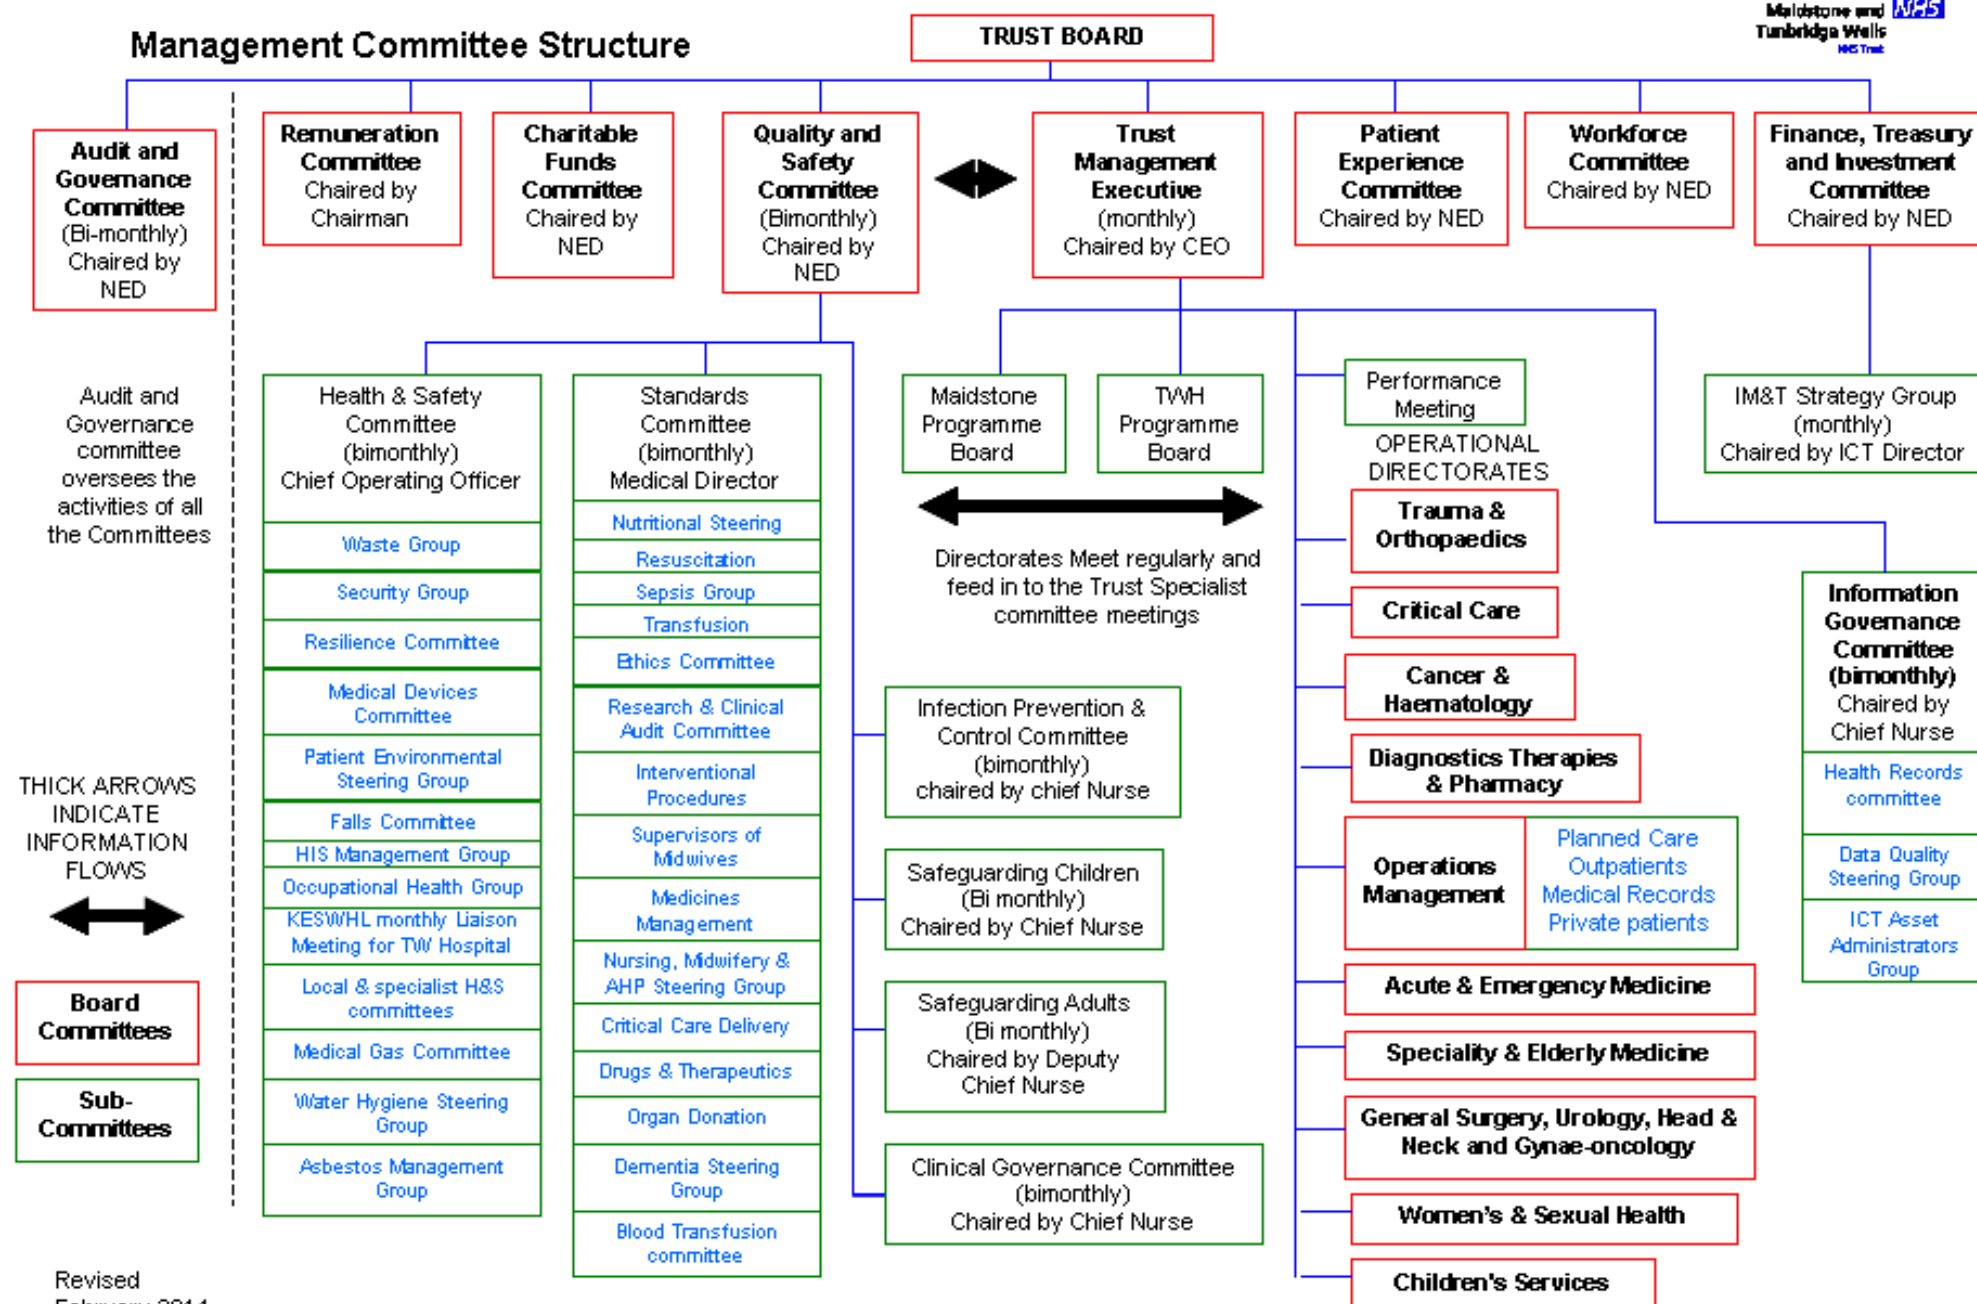 Management Committee Structure
TRUST BOARD
Maidstone and NHS
Tunbridge Wells
NHS Trust
Audit and
Governance
Committee
(Bi-monthly)
Chaired by
NED
Remuneration
Committee
Chaired by
Chairman
Charitable
Funds
Committee
Chaired by
NED
Quality and
Safety
Committee
(Bimonthly)
Chaired by
NED
Trust
Management
Executive
(monthly)
Chaired by CEO
Patient
Experience
Committee
Chaired by NED
Workforce
Committee
Chaired by NED
Finance, Treasury
and Investment
Committee
Chaired by NED
Audit and
Governance
committee
oversees the
activities of all
the Committees
THICK ARROWS
INDICATE
INFORMATION
FLOWS
Board
Committees
Sub-
Committees
Revised
Health & Safety
Committee
(bimonthly)
Chief Operating Officer
Waste Group
Security Group
Resilience Committee
Medical Devices
Committee
Patient Environmental
Steering Group
Falls Committee
HIS Management Group
Occupational Health Group
KESWHL monthly Liaison
Meeting for TW Hospital
Local & specialist H&S
committees
Medical Gas Committee
Water Hygiene Steering
Group
Asbestos Management
Group
Standards
Committee
(bimonthly)
Medical Director
Nutritional Steering
Resuscitation
Sepsis Group
Transfusion
Ethics Committee
Research & Clinical
Audit Committee
Interventional
Procedures
Supervisors of
Midwives
Medicines
Management
Nursing, Midwifery &
AHP Steering Group
Critical Care Delivery
Drugs & Therapeutics
Organ Donation
Dementia Steering
Group
Blood Transfusion
committee
Maidstone
Programme
Board
TWH
Programme
Board
Directorates Meet regularly and
feed in to the Trust Specialist
committee meetings
Infection Prevention &
Control Committee
(bimonthly)
chaired by chief Nurse
Safeguarding Children
(Bi monthly)
Chaired by Chief Nurse
Safeguarding Adults
(Bi monthly)
Chaired by Deputy
Chief Nurse
Clinical Governance Committee
(bimonthly)
Chaired by Chief Nurse
Performance
Meeting
OPERATIONAL
DIRECTORATES
Trauma &
Orthopaedics
Critical Care
Cancer &
Haematology
Diagnostics Therapies
& Pharmacy
Operations
Management
Planned Care
Outpatients
Medical Records
Private patients
Acute & Emergency Medicine
Speciality & Elderly Medicine
General Surgery, Urology, Head &
Neck and Gynae-oncology
Women's & Sexual Health
Children's Services
IM&T Strategy Group
(monthly)
Chaired by ICT Director
Information
Governance
Committee
(bimonthly)
Chaired by
Chief Nurse
Health Records
committee
Data Quality
Steering Group
ICT Asset
Administrators
Group